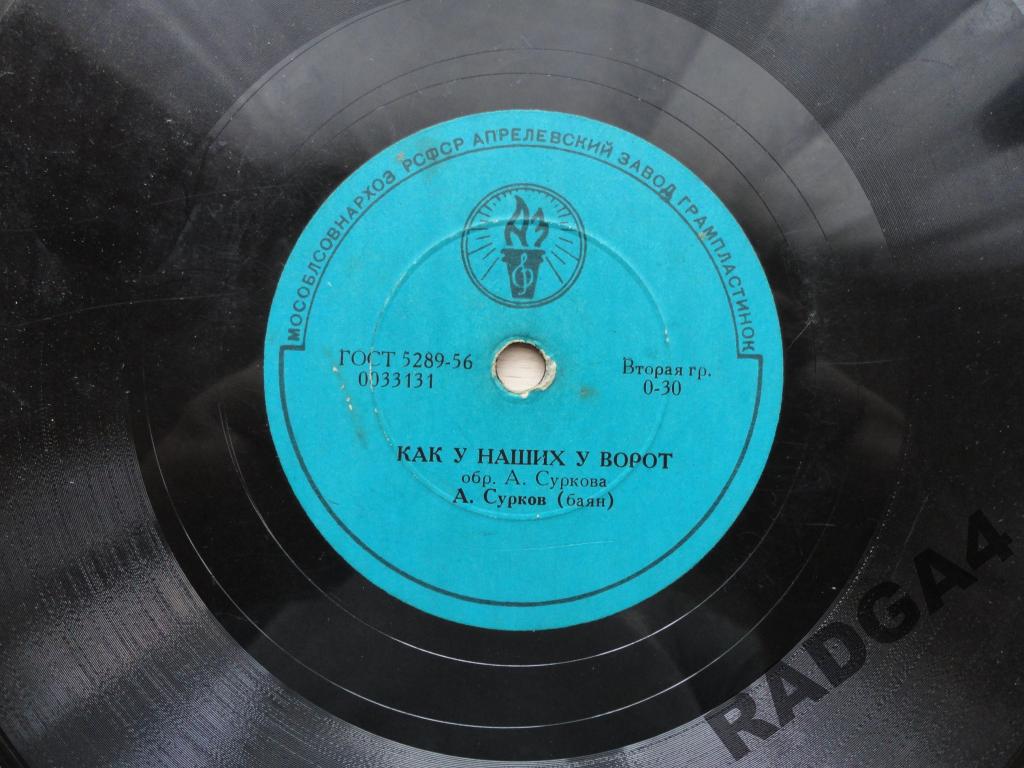 МОСОБЛСОВНАРХОЗ РСФСР АПРЕЛЕВСКИЙ ЗАВОД ГРАМПЛАСТИНОК
АЗ
ГОСТ 5289-56
0033131
Вторая гр.
0-30
КАК У НАШИХ У ВОРОТ
обр. А. Суркова
А. Сурков (баян)
RADGA4